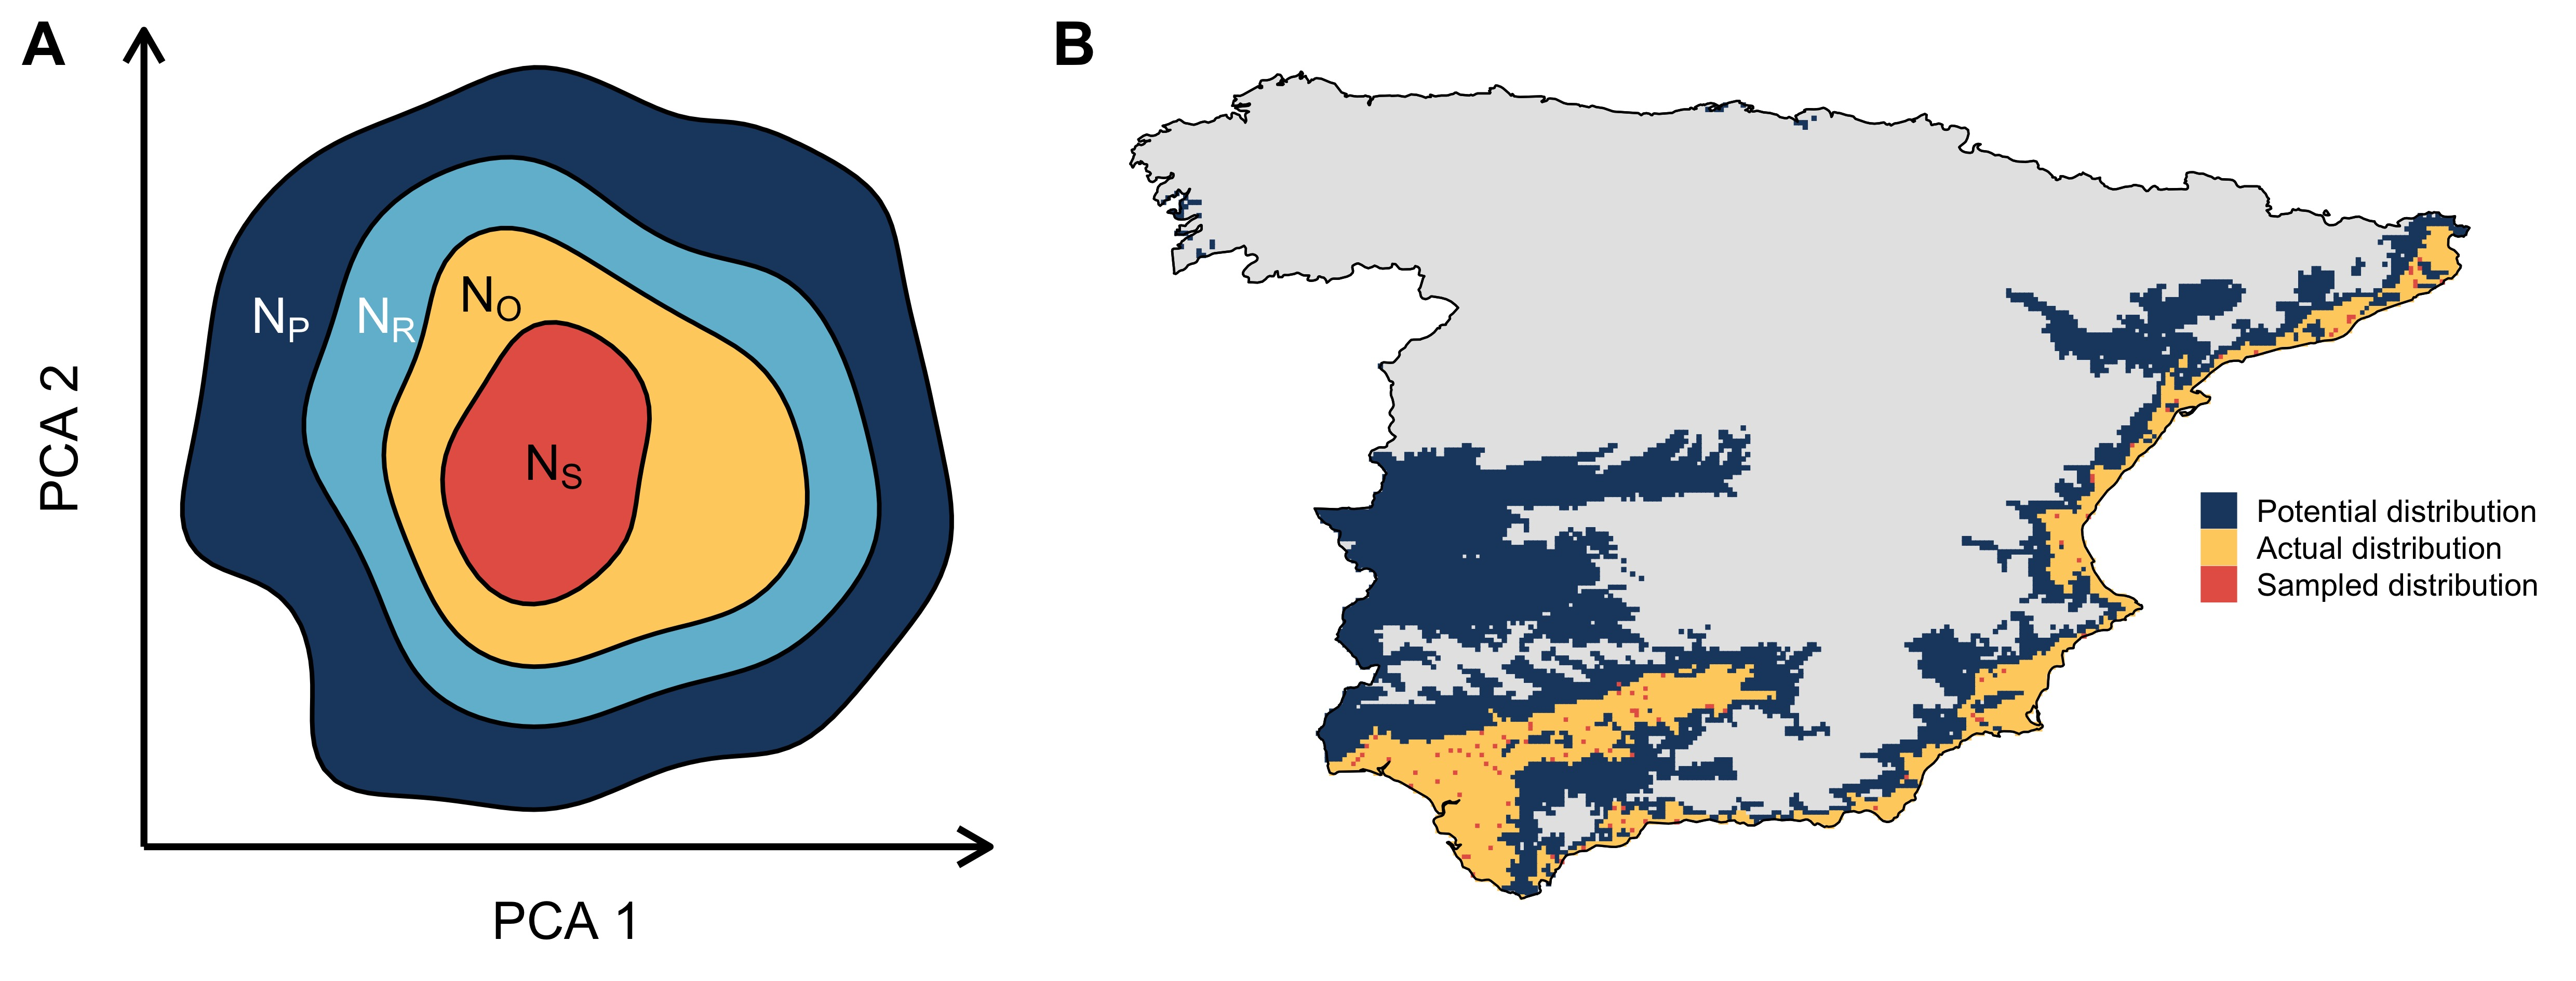 A
B
PCA 2
PCA 1
NP
NR
NO
NS
Potential distribution
Actual distribution
Sampled distribution